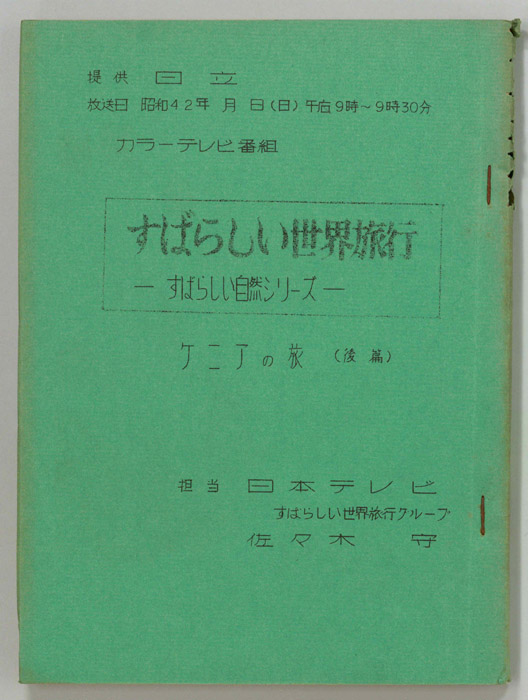 提供 日立
放送日 昭和42年 月 日(日)午后9時～9時30分
カラーテレビ番組
すばらしい世界旅行
― すばらしい自然シリーズ ―
ケニアの旅 (後篇)
担当 日本テレビ
すばらしい世界旅行グループ
佐々木 守